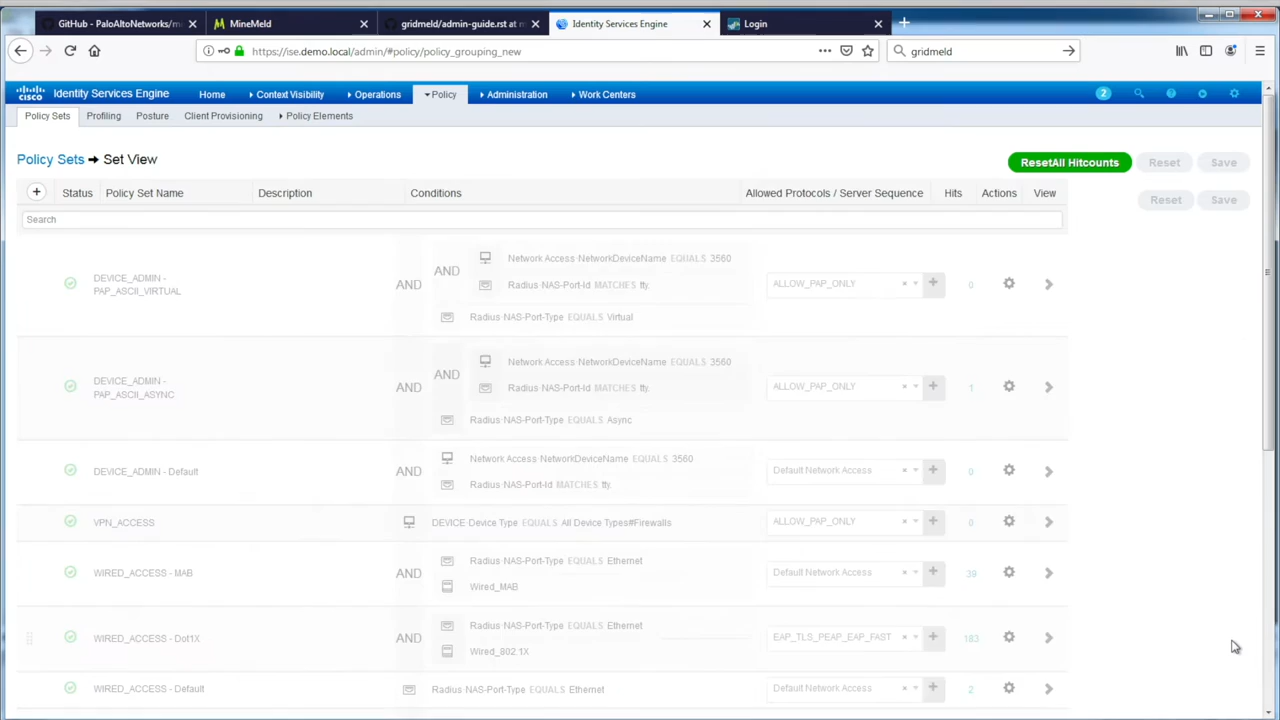 GitHub - PaloAltoNetworks/mi
MineMeld
gridmeld/admin-guide.rst at m
Identity Services Engine
Login
https://ise.demo.local/admin/#policy/policy_grouping_new
gridmeld
cisco
Identity Services Engine
Home
Context Visibility
Operations
Policy
Administration
Work Centers
2
Policy Sets
Profiling
Posture
Client Provisioning
Policy Elements
Policy Sets → Set View
ResetAll Hitcounts
Reset
Save
Status
Policy Set Name
Description
Conditions
Allowed Protocols / Server Sequence
Hits
Actions
View
Reset
Save
Search
DEVICE_ADMIN -
PAP_ASCII_VIRTUAL
AND
AND
Network Access·NetworkDeviceName EQUALS 3560
Radius·NAS-Port-Id MATCHES tty.
Radius·NAS-Port-Type EQUALS Virtual
ALLOW_PAP_ONLY
0
DEVICE_ADMIN -
PAP_ASCII_ASYNC
AND
AND
Network Access·NetworkDeviceName EQUALS 3560
Radius·NAS-Port-Id MATCHES tty.
Radius·NAS-Port-Type EQUALS Async
ALLOW_PAP_ONLY
1
DEVICE_ADMIN - Default
AND
Network Access·NetworkDeviceName EQUALS 3560
Radius·NAS-Port-Id MATCHES tty.
Default Network Access
0
VPN_ACCESS
DEVICE·Device Type EQUALS All Device Types#Firewalls
ALLOW_PAP_ONLY
0
WIRED_ACCESS - MAB
AND
Radius·NAS-Port-Type EQUALS Ethernet
Wired_MAB
Default Network Access
39
WIRED_ACCESS - Dot1X
AND
Radius·NAS-Port-Type EQUALS Ethernet
Wired_802.1X
EAP_TLS_PEAP_EAP_FAST
183
WIRED_ACCESS - Default
Radius·NAS-Port-Type EQUALS Ethernet
Default Network Access
2